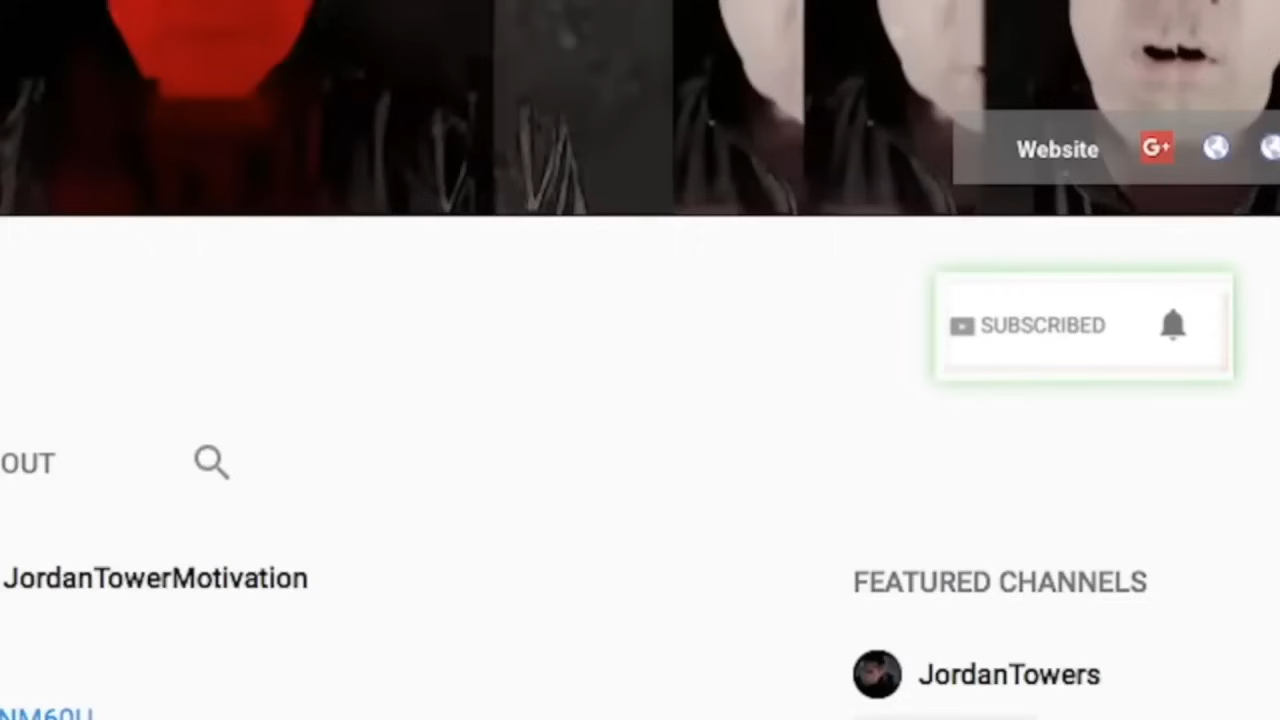 Website
G+
SUBSCRIBED
OUT
JordanTowerMotivation
FEATURED CHANNELS
JordanTowers